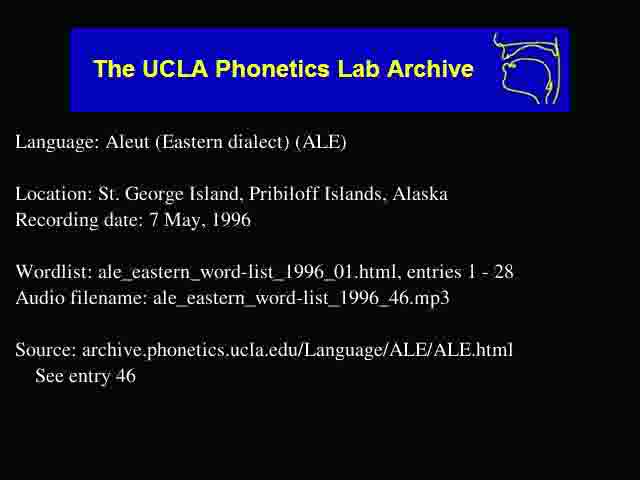 The UCLA Phonetics Lab Archive
Language: Aleut (Eastern dialect) (ALE)
Location: St. George Island, Pribiloff Islands, Alaska
Recording date: 7 May, 1996
Wordlist: ale_eastern_word-list_1996_01.html, entries 1 - 28
Audio filename: ale_eastern_word-list_1996_46.mp3
Source: archive.phonetics.ucla.edu/Language/ALE/ALE.html
See entry 46